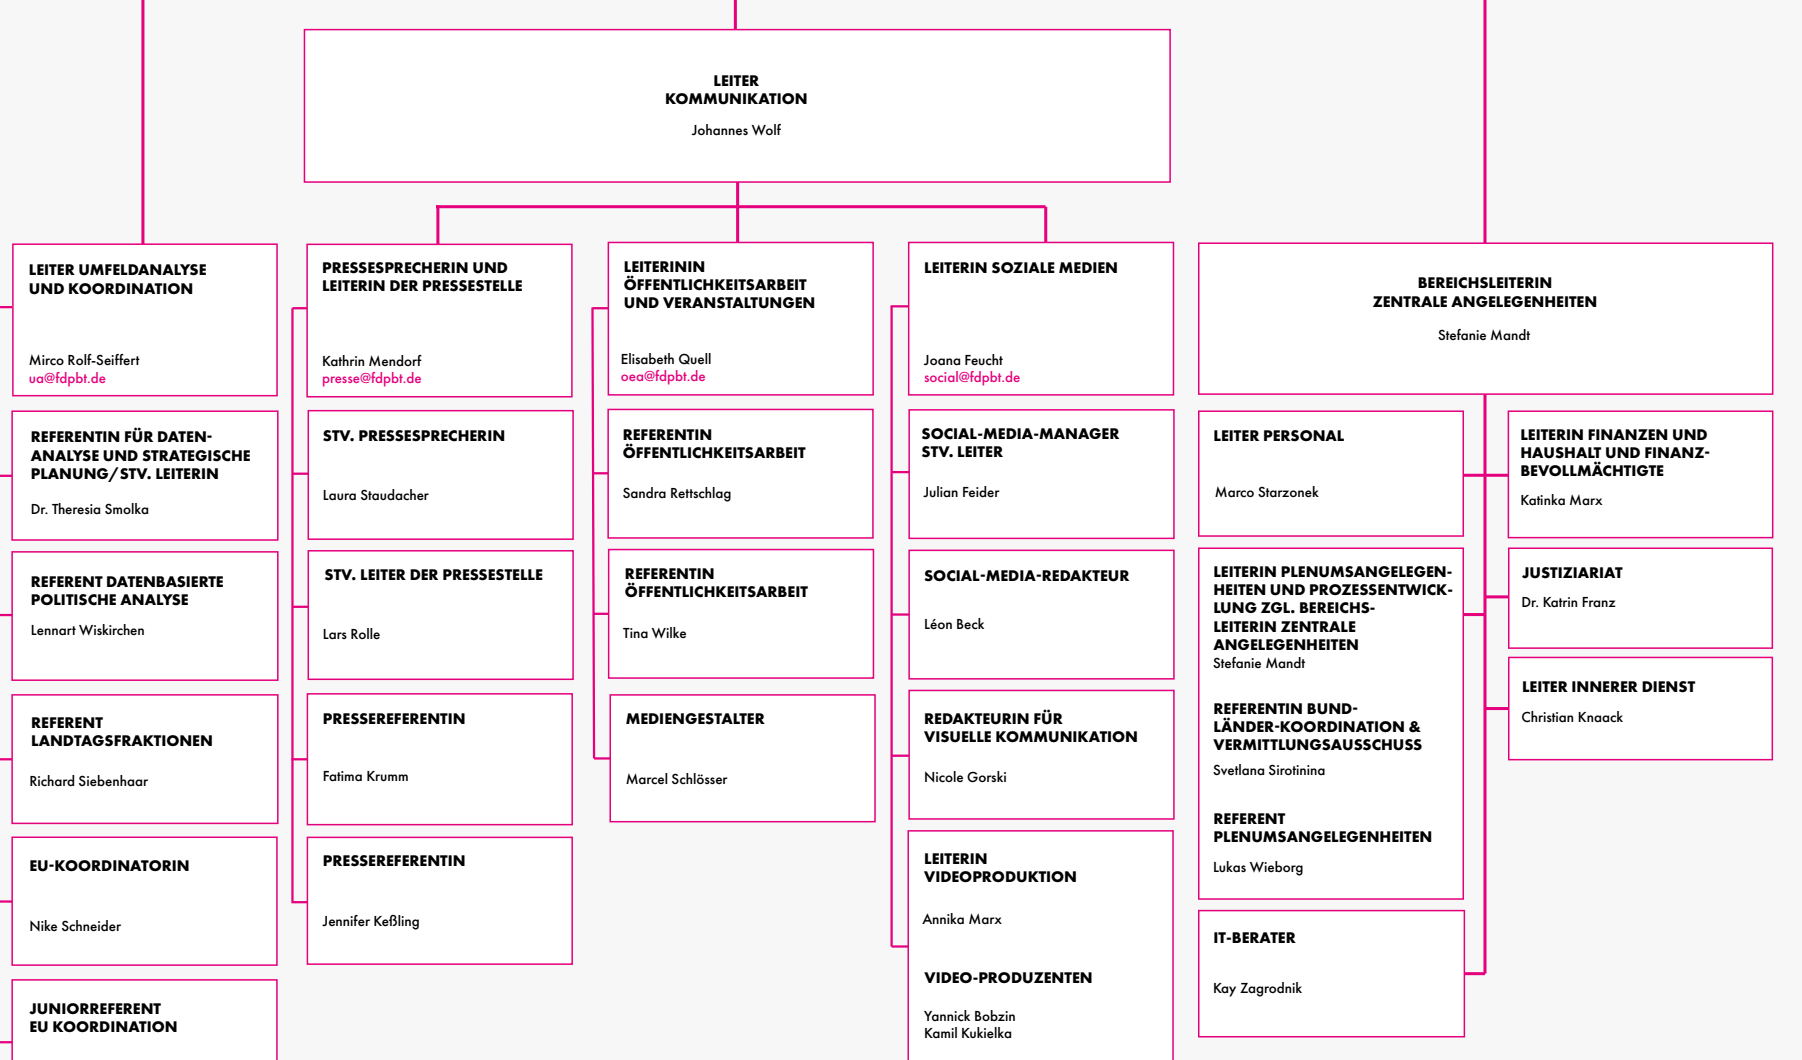 LEITER
KOMMUNIKATION
Johannes Wolf
LEITER UMFELDANALYSE
UND KOORDINATION
Mirco Rolf-Seiffert
ua@fdpbt.de
REFERENTIN FÜR DATEN-
ANALYSE UND STRATEGISCHE
PLANUNG/STV. LEITERIN
Dr. Theresia Smolka
REFERENT DATENBASIERTE
POLITISCHE ANALYSE
Lennart Wiskirchen
REFERENT
LANDTAGSFRAKTIONEN
Richard Siebenhaar
EU-KOORDINATORIN
Nike Schneider
JUNIORREFERENT
EU KOORDINATION
PRESSESPRECHERIN UND
LEITERIN DER PRESSESTELLE
Kathrin Mendorf
presse@fdpbt.de
STV. PRESSESPRECHERIN
Laura Staudacher
STV. LEITER DER PRESSESTELLE
Lars Rolle
PRESSEREFERENTIN
Fatima Krumm
PRESSEREFERENTIN
Jennifer Keßling
LEITERININ
ÖFFENTLICHKEITSARBEIT
UND VERANSTALTUNGEN
Elisabeth Quell
oea@fdpbt.de
REFERENTIN
ÖFFENTLICHKEITSARBEIT
Sandra Rettschlag
REFERENTIN
ÖFFENTLICHKEITSARBEIT
Tina Wilke
MEDIENGESTALTER
Marcel Schlösser
LEITERIN SOZIALE MEDIEN
Joana Feucht
social@fdpbt.de
SOCIAL-MEDIA-MANAGER
STV. LEITER
Julian Feider
SOCIAL-MEDIA-REDAKTEUR
Léon Beck
REDAKTEURIN FÜR
VISUELLE KOMMUNIKATION
Nicole Gorski
LEITERIN
VIDEOPRODUKTION
Annika Marx
VIDEO-PRODUZENTEN
Yannick Bobzin
Kamil Kukielka
BEREICHSLEITERIN
ZENTRALE ANGELEGENHEITEN
Stefanie Mandt
LEITER PERSONAL
Marco Starzonek
LEITERIN PLENUMSANGELEGEN-
HEITEN UND PROZESSENTWICK-
LUNG ZGL. BEREICHS-
LEITERIN ZENTRALE
ANGELEGENHEITEN
Stefanie Mandt
REFERENTIN BUND-
LÄNDER-KOORDINATION &
VERMITTLUNGSAUSSCHUSS
Svetlana Sirotinina
REFERENT
PLENUMSANGELEGENHEITEN
Lukas Wieborg
IT-BERATER
Kay Zagrodnik
LEITERIN FINANZEN UND
HAUSHALT UND FINANZ-
BEVOLLMÄCHTIGTE
Katinka Marx
JUSTIZIARIAT
Dr. Katrin Franz
LEITER INNERER DIENST
Christian Knaack